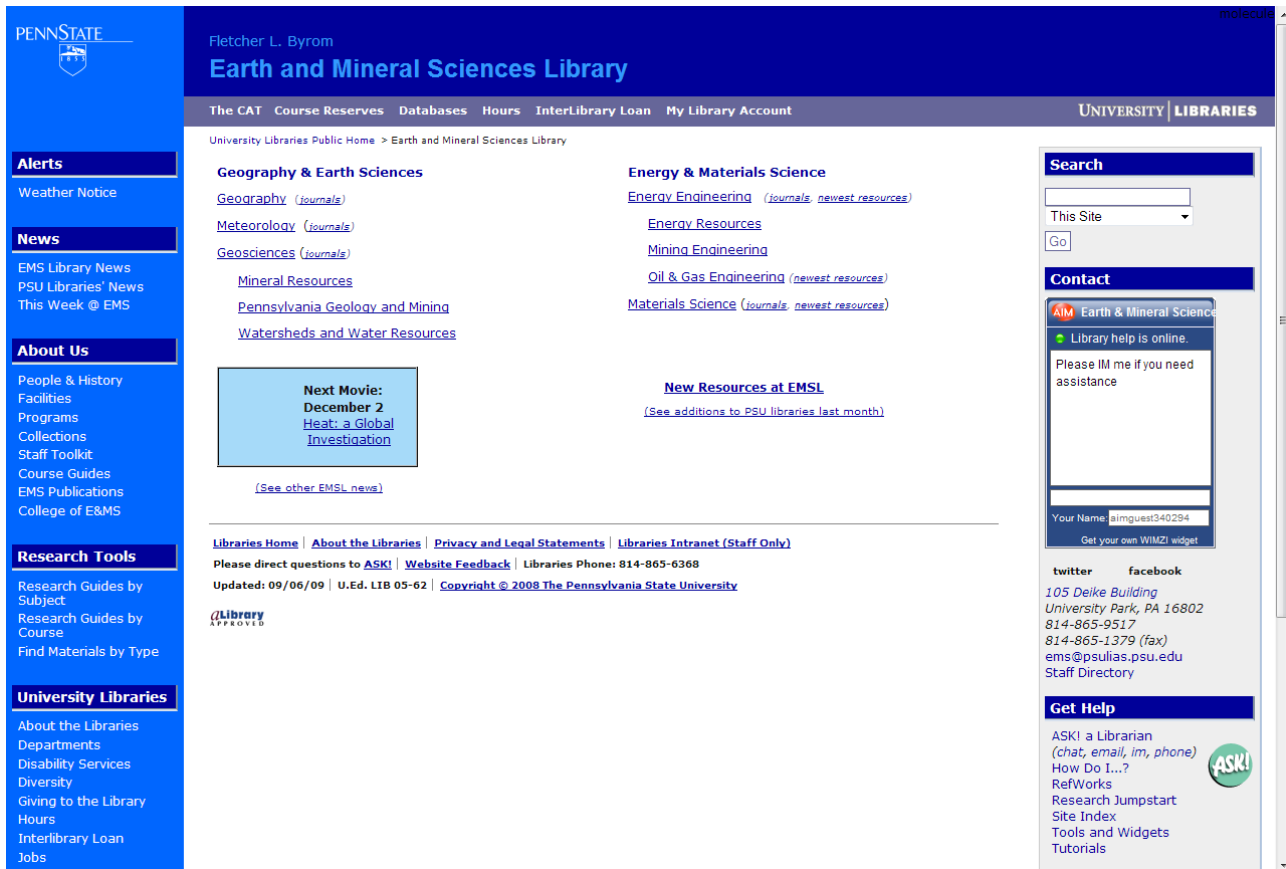 PENNSTATE
1855
molecule
Fletcher L. Byrom
Earth and Mineral Sciences Library
The CAT Course Reserves Databases Hours InterLibrary Loan My Library Account
UNIVERSITY LIBRARIES
University Libraries Public Home > Earth and Mineral Sciences Library
Alerts
Weather Notice
News
EMS Library News
PSU Libraries' News
This Week @ EMS
About Us
People & History
Facilities
Programs
Collections
Staff Toolkit
Course Guides
EMS Publications
College of E&MS
Research Tools
Research Guides by
Subject
Research Guides by
Course
Find Materials by Type
University Libraries
About the Libraries
Departments
Disability Services
Diversity
Giving to the Library
Hours
Interlibrary Loan
Jobs
Geography & Earth Sciences
Geography (journals)
Meteorology (journals)
Geosciences (journals)
Mineral Resources
Pennsylvania Geology and Mining
Watersheds and Water Resources
Next Movie:
December 2
Heat: a Global
Investigation
(See other EMSL news)
Energy & Materials Science
Energy Engineering (journals, newest resources)
Energy Resources
Mining Engineering
Oil & Gas Engineering (newest resources)
Materials Science (journals, newest resources)
New Resources at EMSL
(See additions to PSU libraries last month)
Libraries Home | About the Libraries | Privacy and Legal Statements | Libraries Intranet (Staff Only)
Please direct questions to ASK! | Website Feedback | Libraries Phone: 814-865-6368
Updated: 09/06/09 | U.Ed. LIB 05-62 | Copyright © 2008 The Pennsylvania State University
aLibrary
APPROVED
Search
This Site
Go
Contact
AIM Earth & Mineral Science
Library help is online.
Please IM me if you need
assistance
Your Name: aimguest340294
Get your own WIMZI widget
twitter facebook
105 Deike Building
University Park, PA 16802
814-865-9517
814-865-1379 (fax)
ems@psulias.psu.edu
Staff Directory
Get Help
ASK! a Librarian
(chat, email, im, phone)
How Do I...?
RefWorks
Research Jumpstart
Site Index
Tools and Widgets
Tutorials
ASK!